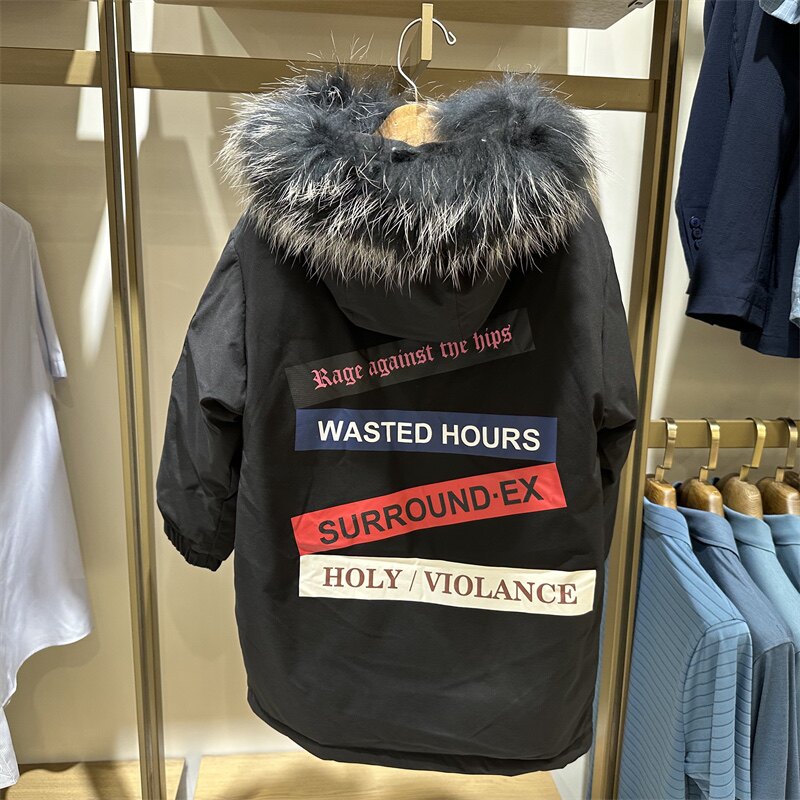 Rage against the hips
WASTED HOURS
SURROUND·EX
HOLY / VIOLANCE